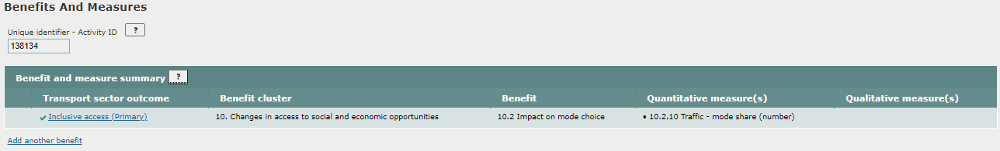 Benefits And Measures
Unique identifier - Activity ID ?
138134
Benefit and measure summary ?
Transport sector outcome Benefit cluster Benefit Quantitative measure(s) Qualitative measure(s)
Inclusive access (Primary) 10. Changes in access to social and economic opportunities 10.2 Impact on mode choice • 10.2.10 Traffic - mode share (number)
Add another benefit